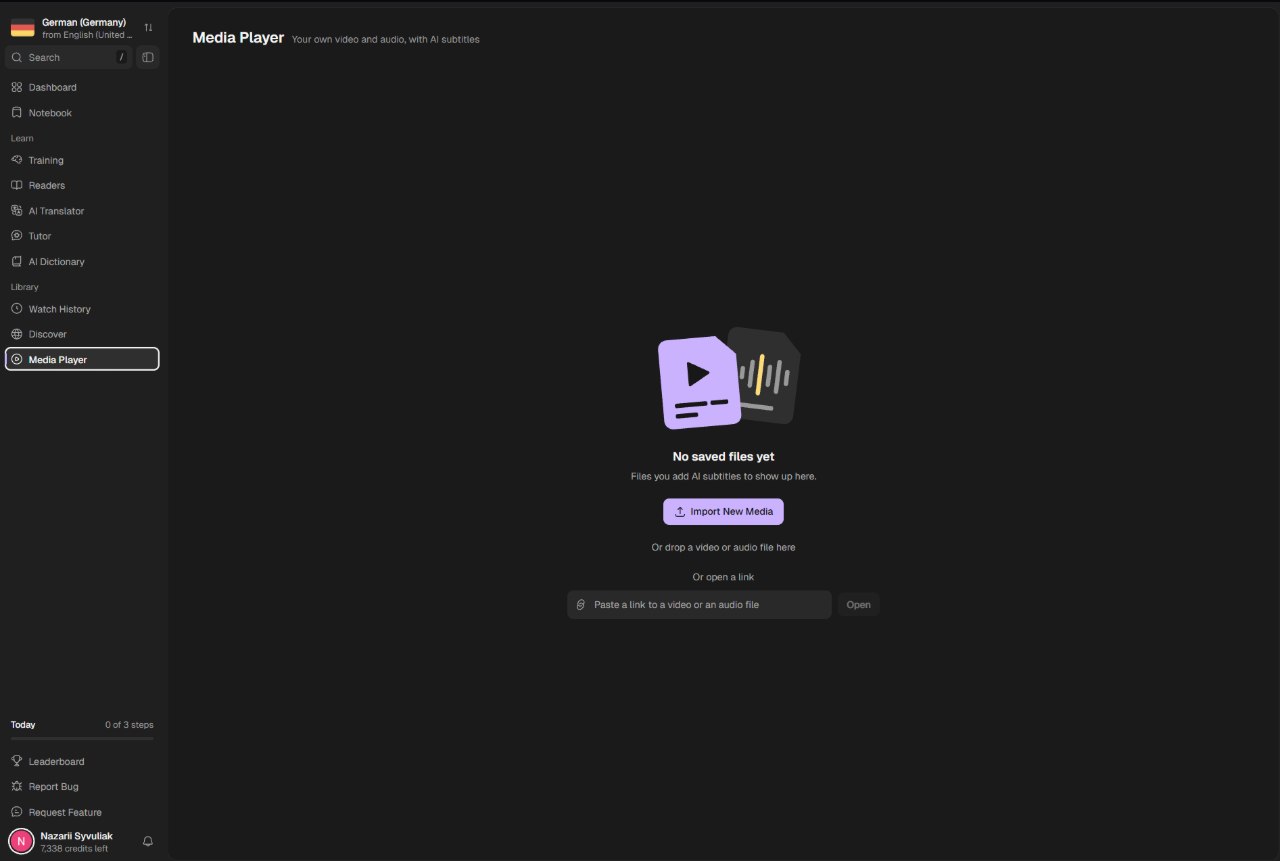 German (Germany)
from English (United ...
Search /
Dashboard
Notebook
Learn
Training
Readers
AI Translator
Tutor
AI Dictionary
Library
Watch History
Discover
Media Player
Today 0 of 3 steps
Leaderboard
Report Bug
Request Feature
N
Nazarii Syvuliak
7,338 credits left
Media Player Your own video and audio, with AI subtitles
No saved files yet
Files you add AI subtitles to show up here.
Import New Media
Or drop a video or audio file here
Or open a link
Paste a link to a video or an audio file Open